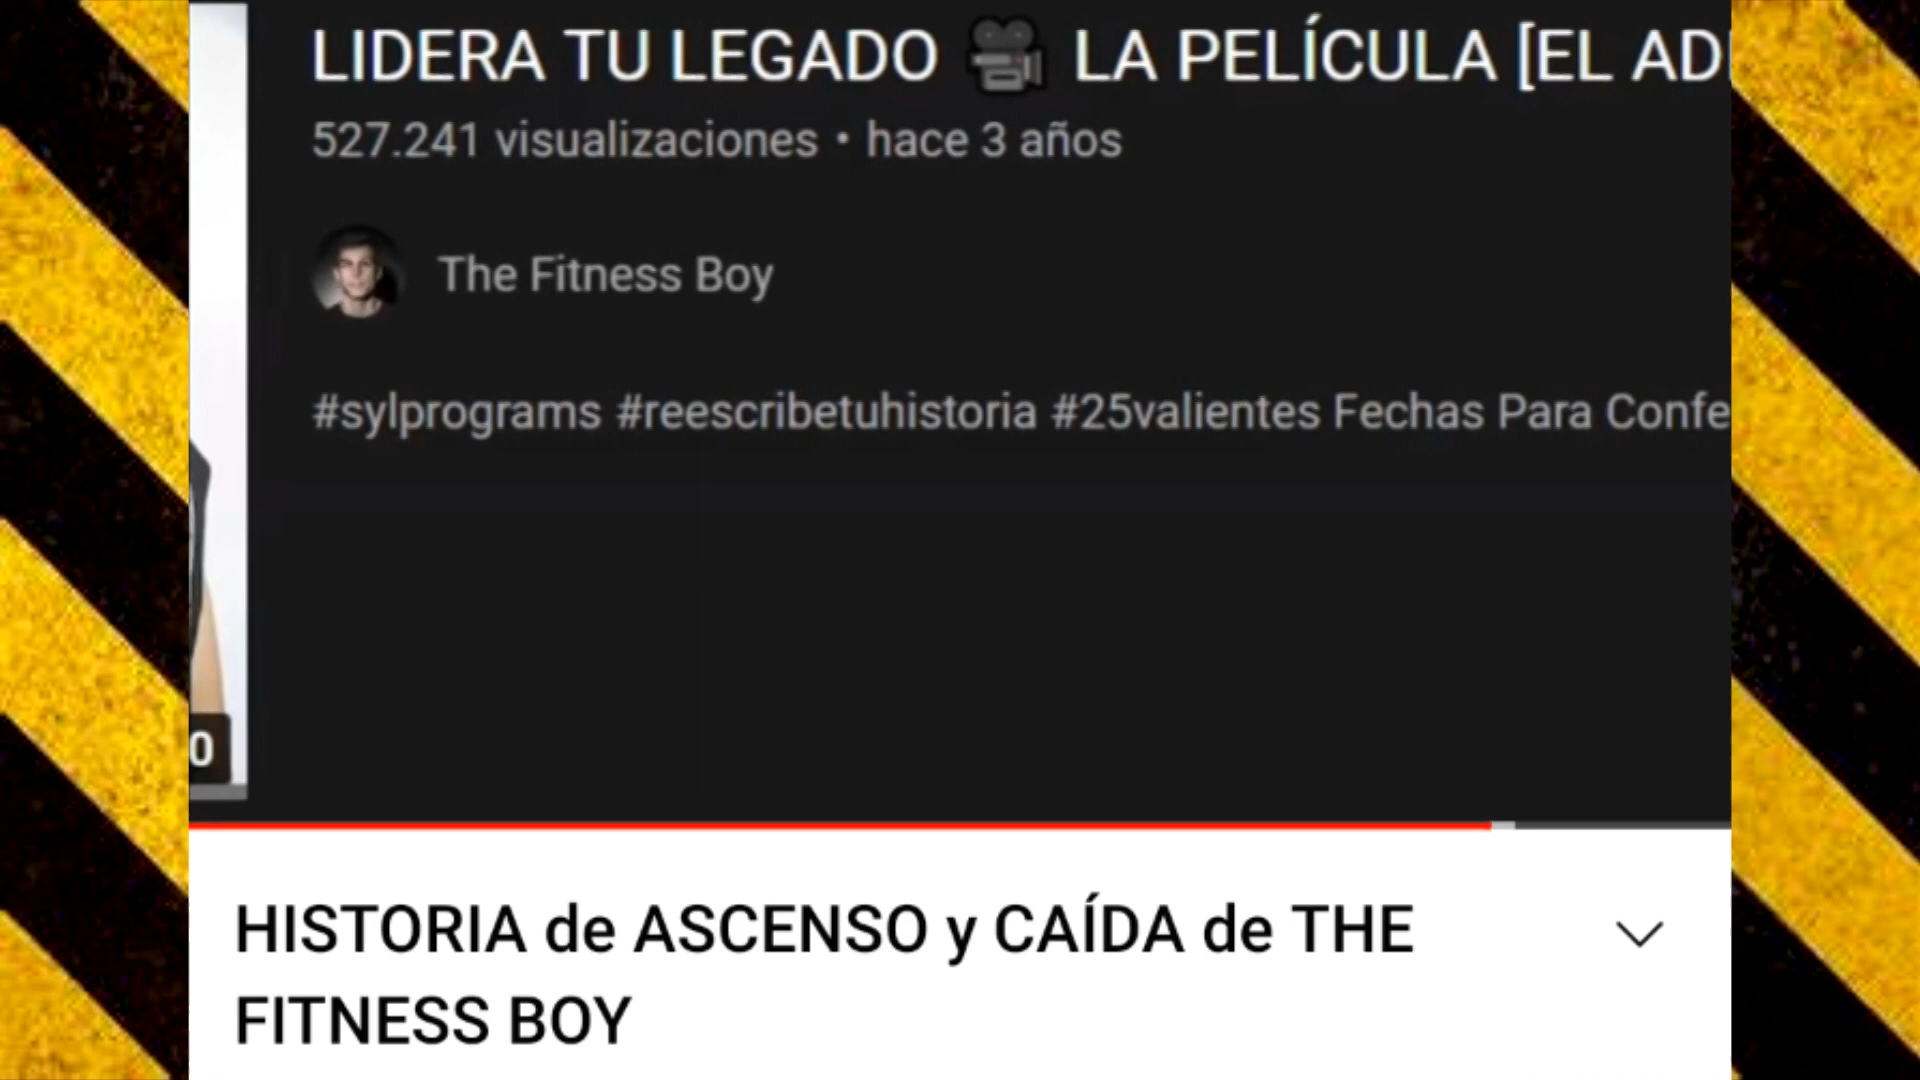 LIDERA TU LEGADO 🎥 LA PELÍCULA [EL AD
527.241 visualizaciones • hace 3 años
The Fitness Boy
#sylprograms #reescribetuhistoria #25valientes Fechas Para Confe
0
HISTORIA de ASCENSO y CAÍDA de THE
FITNESS BOY